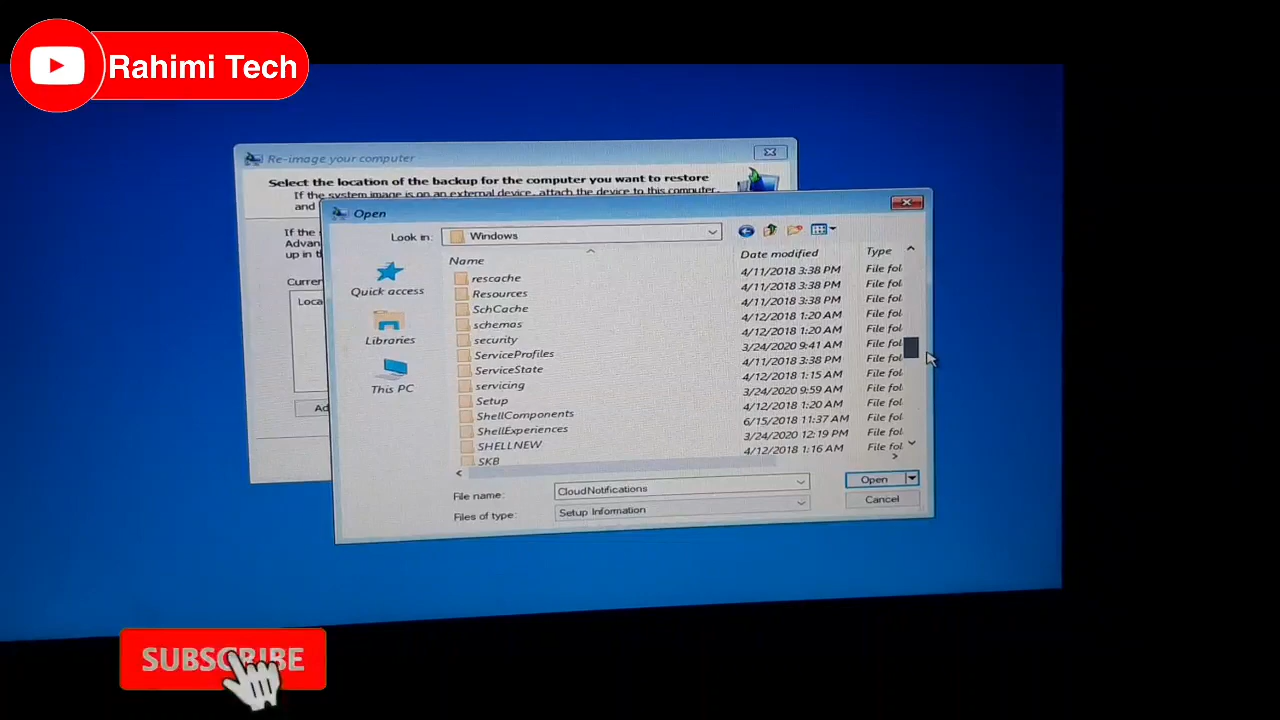 Rahimi Tech
Re-image your computer
Select the location of the backup for the computer you want to restore
If the system image is on an external device, attach the device to this computer,
and
Open
If the
Look in:
Windows
Advan
up in t
Name
Date modified
Type
rescache
4/11/2018 3:38 PM
File fol
Quick access
Resources
4/11/2018 3:38 PM
File fol
Curren
SchCache
4/11/2018 3:38 PM
File fol
Loca
schemas
4/12/2018 1:20 AM
File fol
Libraries
security
4/12/2018 1:20 AM
File fol
ServiceProfiles
3/24/2020 9:41 AM
File fol
ServiceState
4/11/2018 3:38 PM
File fol
This PC
servicing
4/12/2018 1:15 AM
File fol
Setup
3/24/2020 9:59 AM
File fol
Ad
ShellComponents
4/12/2018 1:20 AM
File fol
ShellExperiences
6/15/2018 11:37 AM
File fol
SHELLNEW
3/24/2020 12:19 PM
File fol
SKB
4/12/2018 1:16 AM
File fol
File name:
CloudNotifications
Open
Files of type:
Setup Information
Cancel
SUBSCRIBE